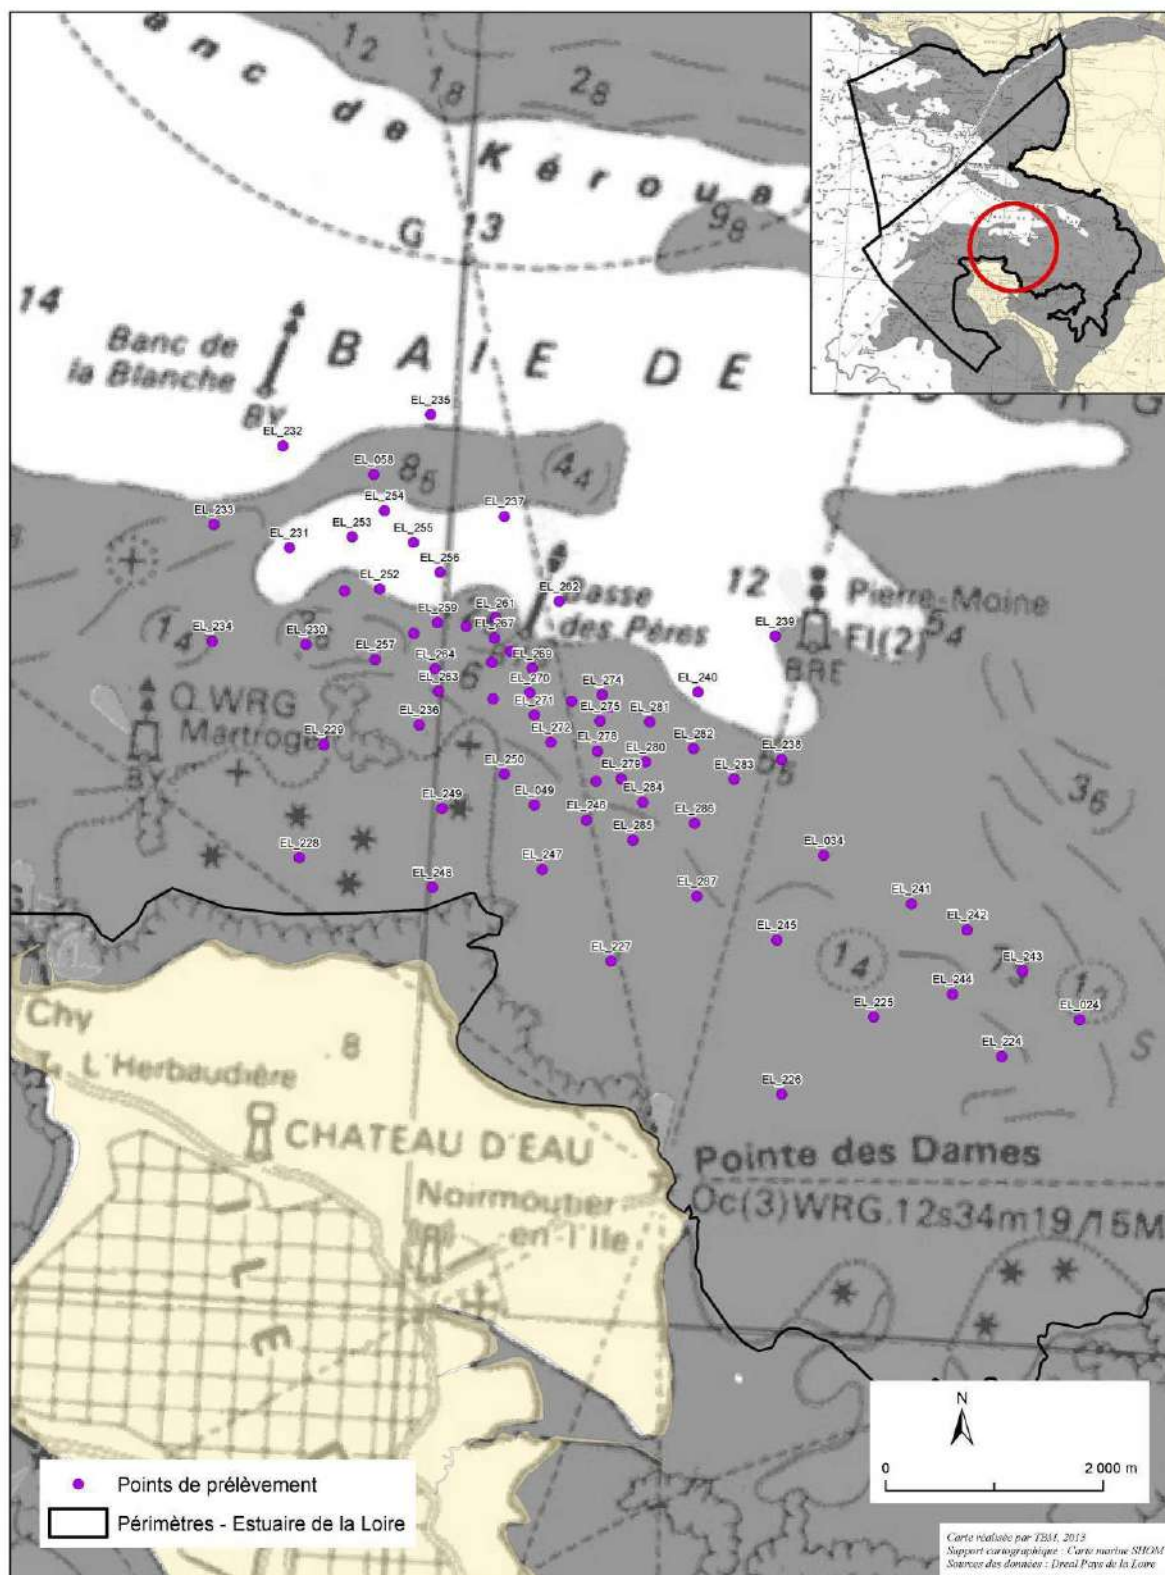 anc de Kérouar
12
18
28
98
G 13
14
Banc de
la Blanche
BY
BAIE DE
EL_235
EL_232
EL_058
85
44
EL_254
EL_237
EL_233
EL_253
EL_255
EL_231
EL_256
EL_252
EL_262
12
Basse
des Pères
Pierre-Moine
Fl(2)
54
BRE
EL_259
EL_261
EL_267
EL_239
14
EL_234
EL_230
EL_257
EL_264
EL_269
6
EL_263
EL_270
EL_274
EL_240
Q.WRG
Martroger
BY
EL_271
EL_275
EL_281
EL_236
EL_229
EL_272
EL_278
EL_282
EL_280
EL_238
EL_250
EL_279
EL_283
36
EL_049
EL_284
EL_249
EL_246
EL_286
EL_285
EL_228
EL_247
EL_034
EL_248
EL_287
EL_241
EL_242
EL_245
EL_227
14
EL_243
EL_244
EL_225
EL_024
S
EL_224
EL_226
Chy
L'Herbaudière
8
CHATEAU D'EAU
Noirmoutier
en l'Ile
Pointe des Dames
Oc(3)WRG.12s34m19/15M
ILE
N
0 2 000 m
Points de prélèvement
Périmètres - Estuaire de la Loire
Carte réalisée par TBM, 2013
Support cartographique : Carte marine SHOM
Sources des données : Dreal Pays de la Loire